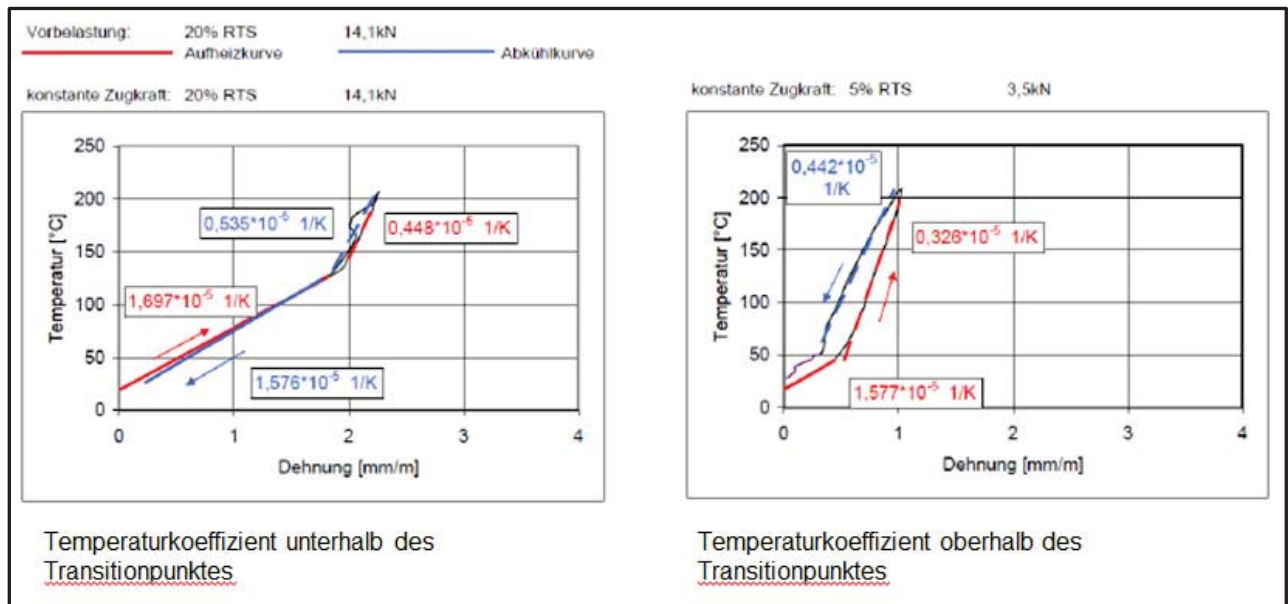 Vorbelastung: 20% RTS 14,1kN
Aufheizkurve Abkühlkurve
konstante Zugkraft: 20% RTS 14,1kN
Temperatur [°C]
250
200
150
100
50
0
0,535*10⁻⁵ 1/K
0,448*10⁻⁵ 1/K
1,697*10⁻⁵ 1/K
1,576*10⁻⁵ 1/K
0 1 2 3 4
Dehnung [mm/m]
Temperaturkoeffizient unterhalb des
Transitionpunktes
konstante Zugkraft: 5% RTS 3,5kN
Temperatur [°C]
250
200
150
100
50
0
0,442*10⁻⁵
1/K
0,326*10⁻⁵ 1/K
1,577*10⁻⁵ 1/K
0 1 2 3 4
Dehnung [mm/m]
Temperaturkoeffizient oberhalb des
Transitionpunktes